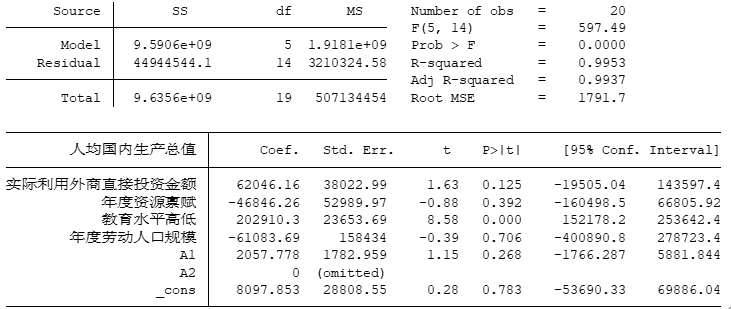 Source SS df MS Number of obs = 20
F(5, 14) = 597.49
Model 9.5906e+09 5 1.9181e+09 Prob > F = 0.0000
Residual 44944544.1 14 3210324.58 R-squared = 0.9953
Adj R-squared = 0.9937
Total 9.6356e+09 19 507134454 Root MSE = 1791.7
人均国内生产总值 Coef. Std. Err. t P>|t| [95% Conf. Interval]
实际利用外商直接投资金额 62046.16 38022.99 1.63 0.125 -19505.04 143597.4
年度资源禀赋 -46846.26 52989.97 -0.88 0.392 -160498.5 66805.92
教育水平高低 202910.3 23653.69 8.58 0.000 152178.2 253642.4
年度劳动人口规模 -61083.69 158434 -0.39 0.706 -400890.8 278723.4
A1 2057.778 1782.959 1.15 0.268 -1766.287 5881.844
A2 0 (omitted)
_cons 8097.853 28808.55 0.28 0.783 -53690.33 69886.04